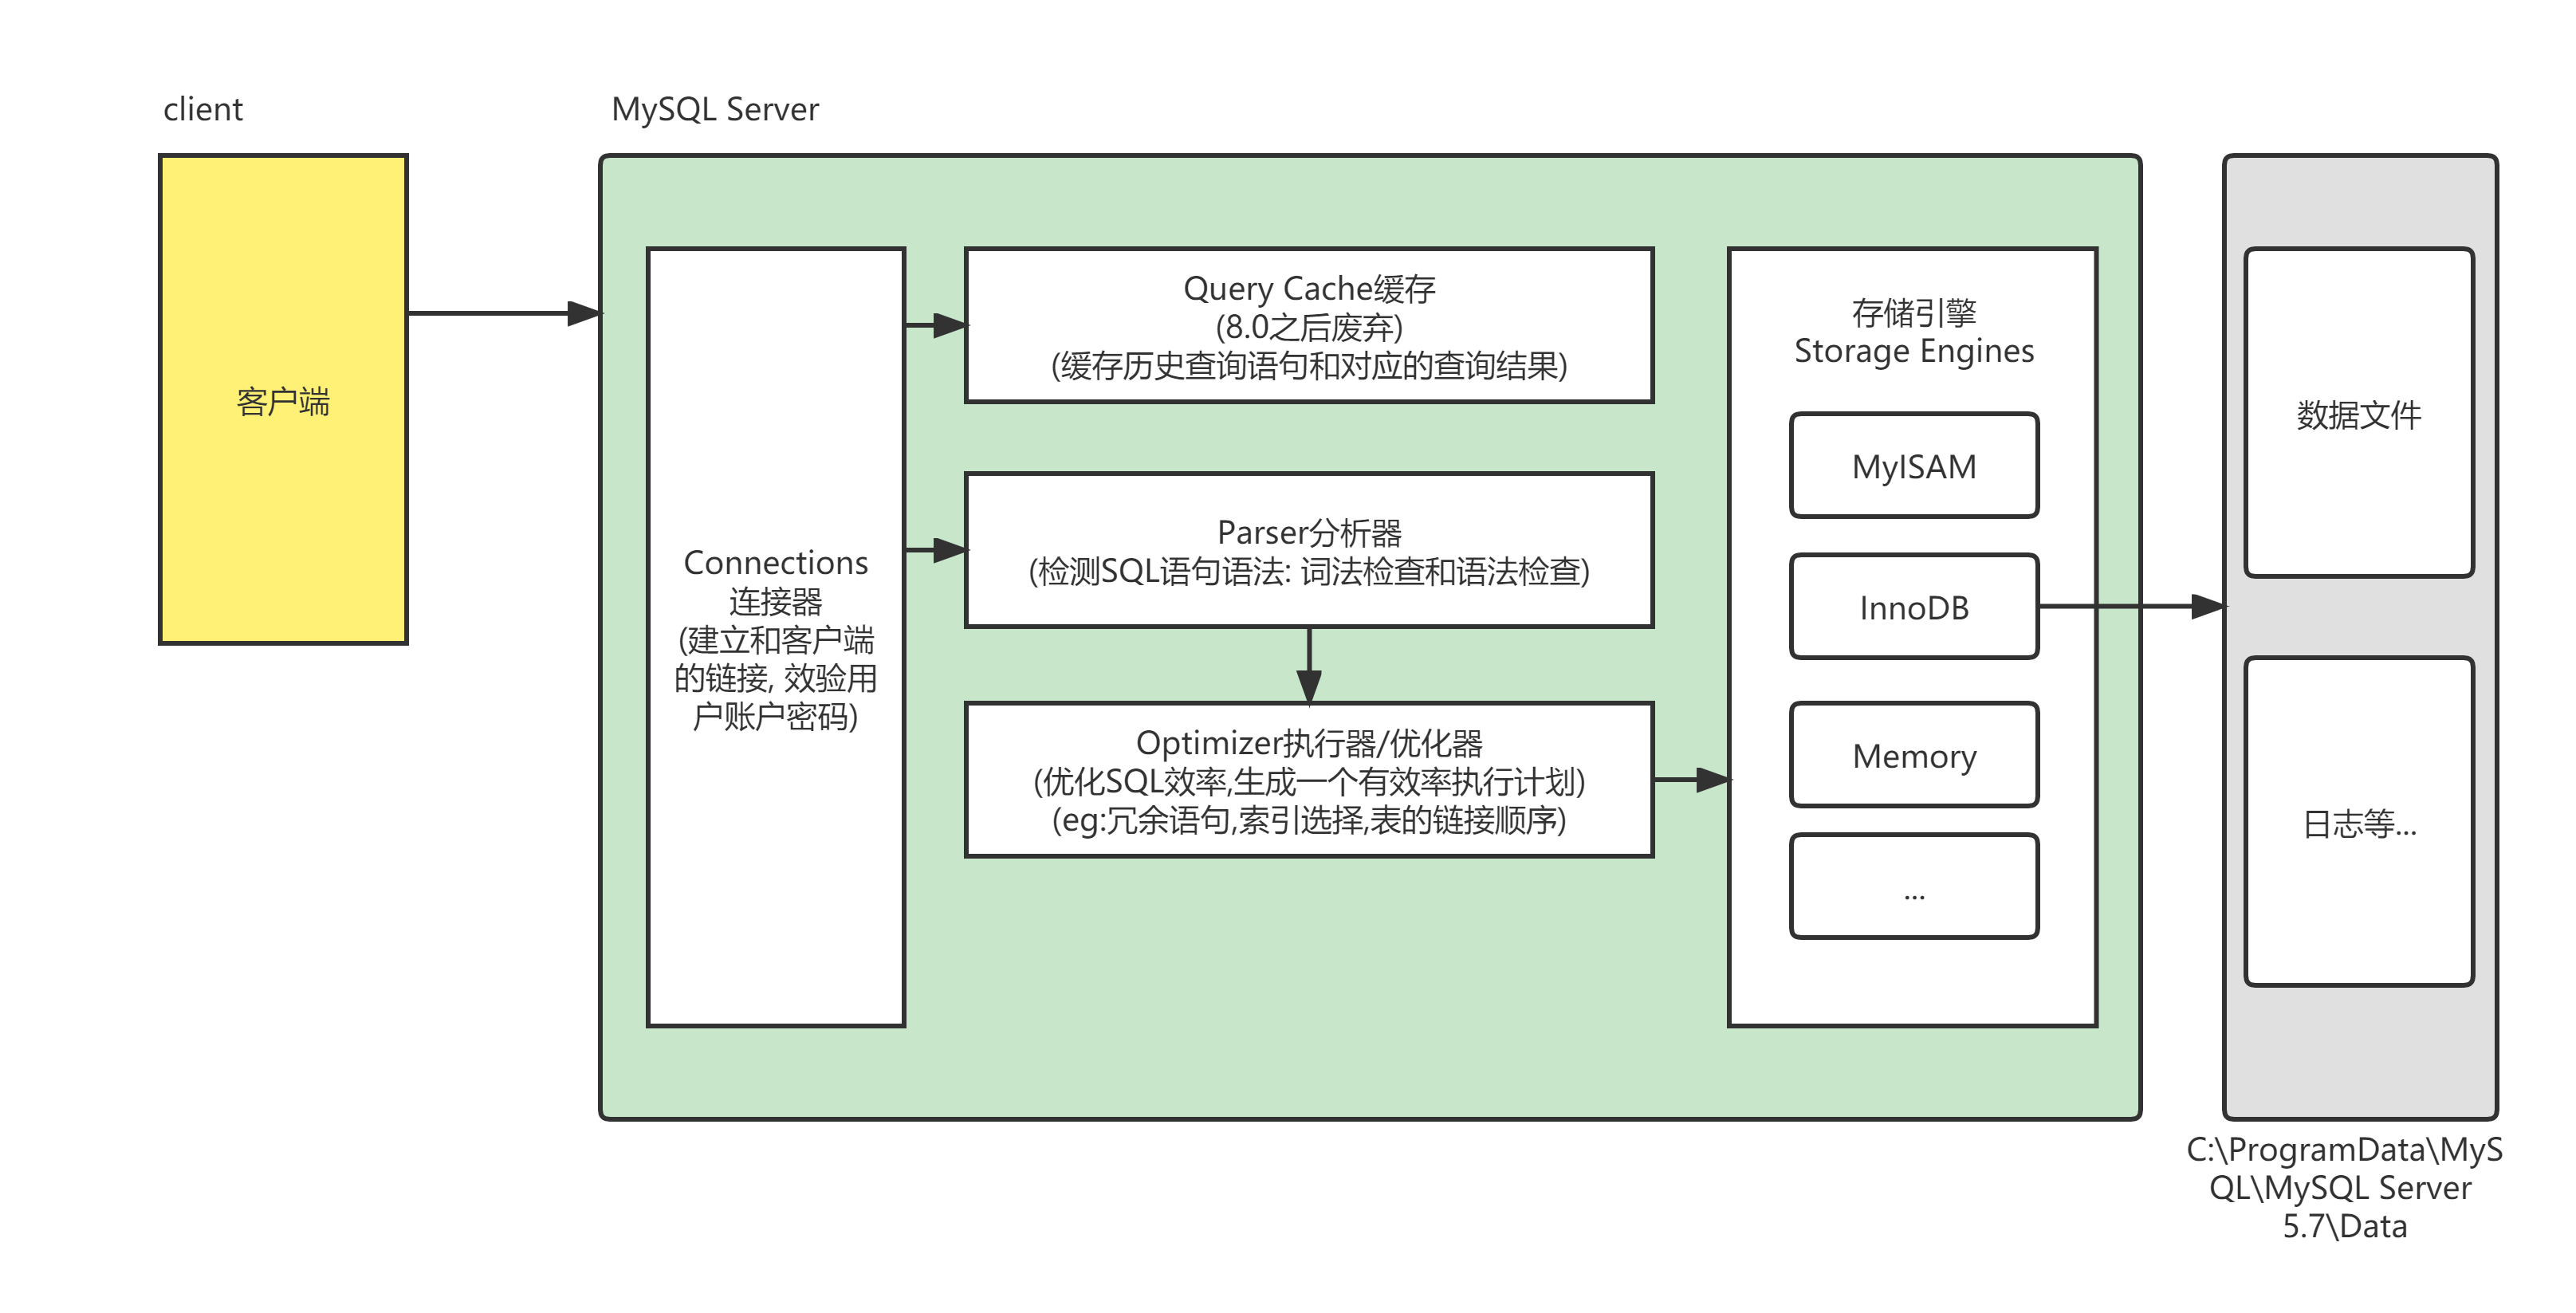 client
MySQL Server
客户端
Connections
连接器
(建立和客户端
的链接, 效验用
户账户密码)
Query Cache缓存
(8.0之后废弃)
(缓存历史查询语句和对应的查询结果)
Parser分析器
(检测SQL语句语法: 词法检查和语法检查)
Optimizer执行器/优化器
(优化SQL效率,生成一个有效率执行计划)
(eg:冗余语句,索引选择,表的链接顺序)
存储引擎
Storage Engines
MyISAM
InnoDB
Memory
...
数据文件
日志等...
C:\ProgramData\MyS
QL\MySQL Server
5.7\Data